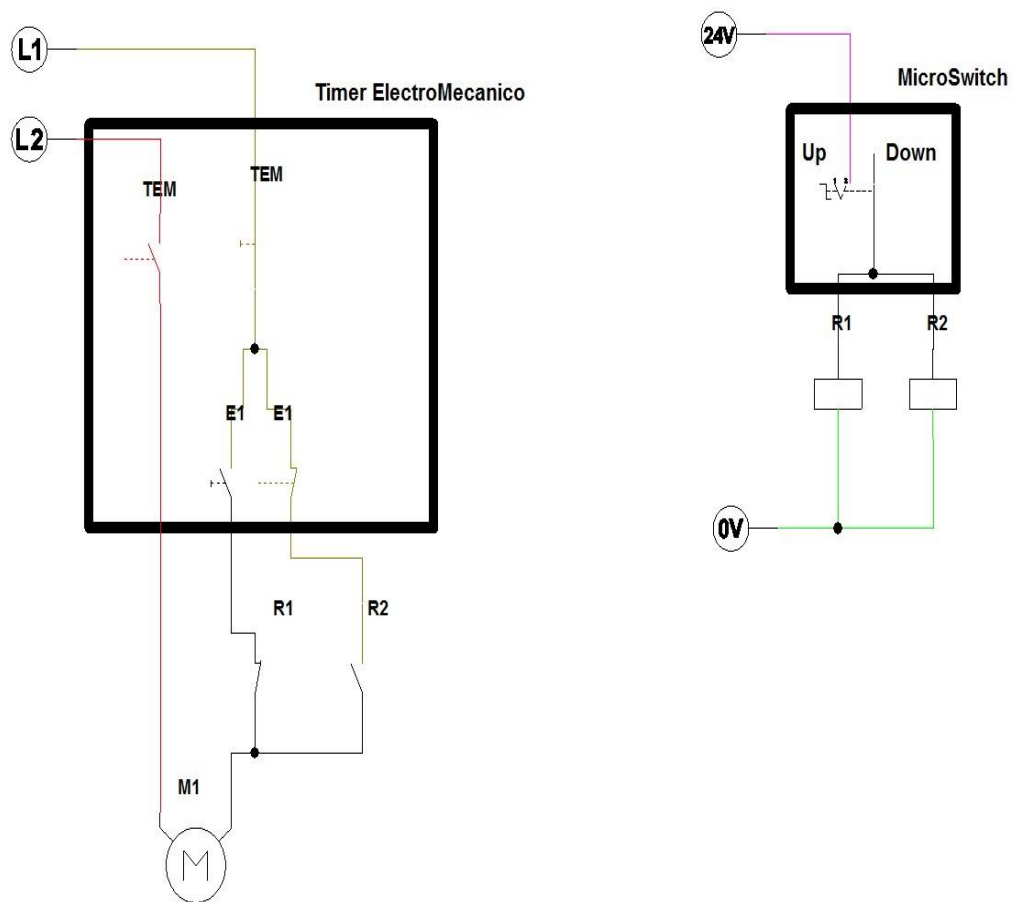 L1
24V
MicroSwitch
Timer ElectroMecanico
L2
Up
Down
TEM
TEM
1 2
R1
R2
E1
E1
0V
R1
R2
M1
M